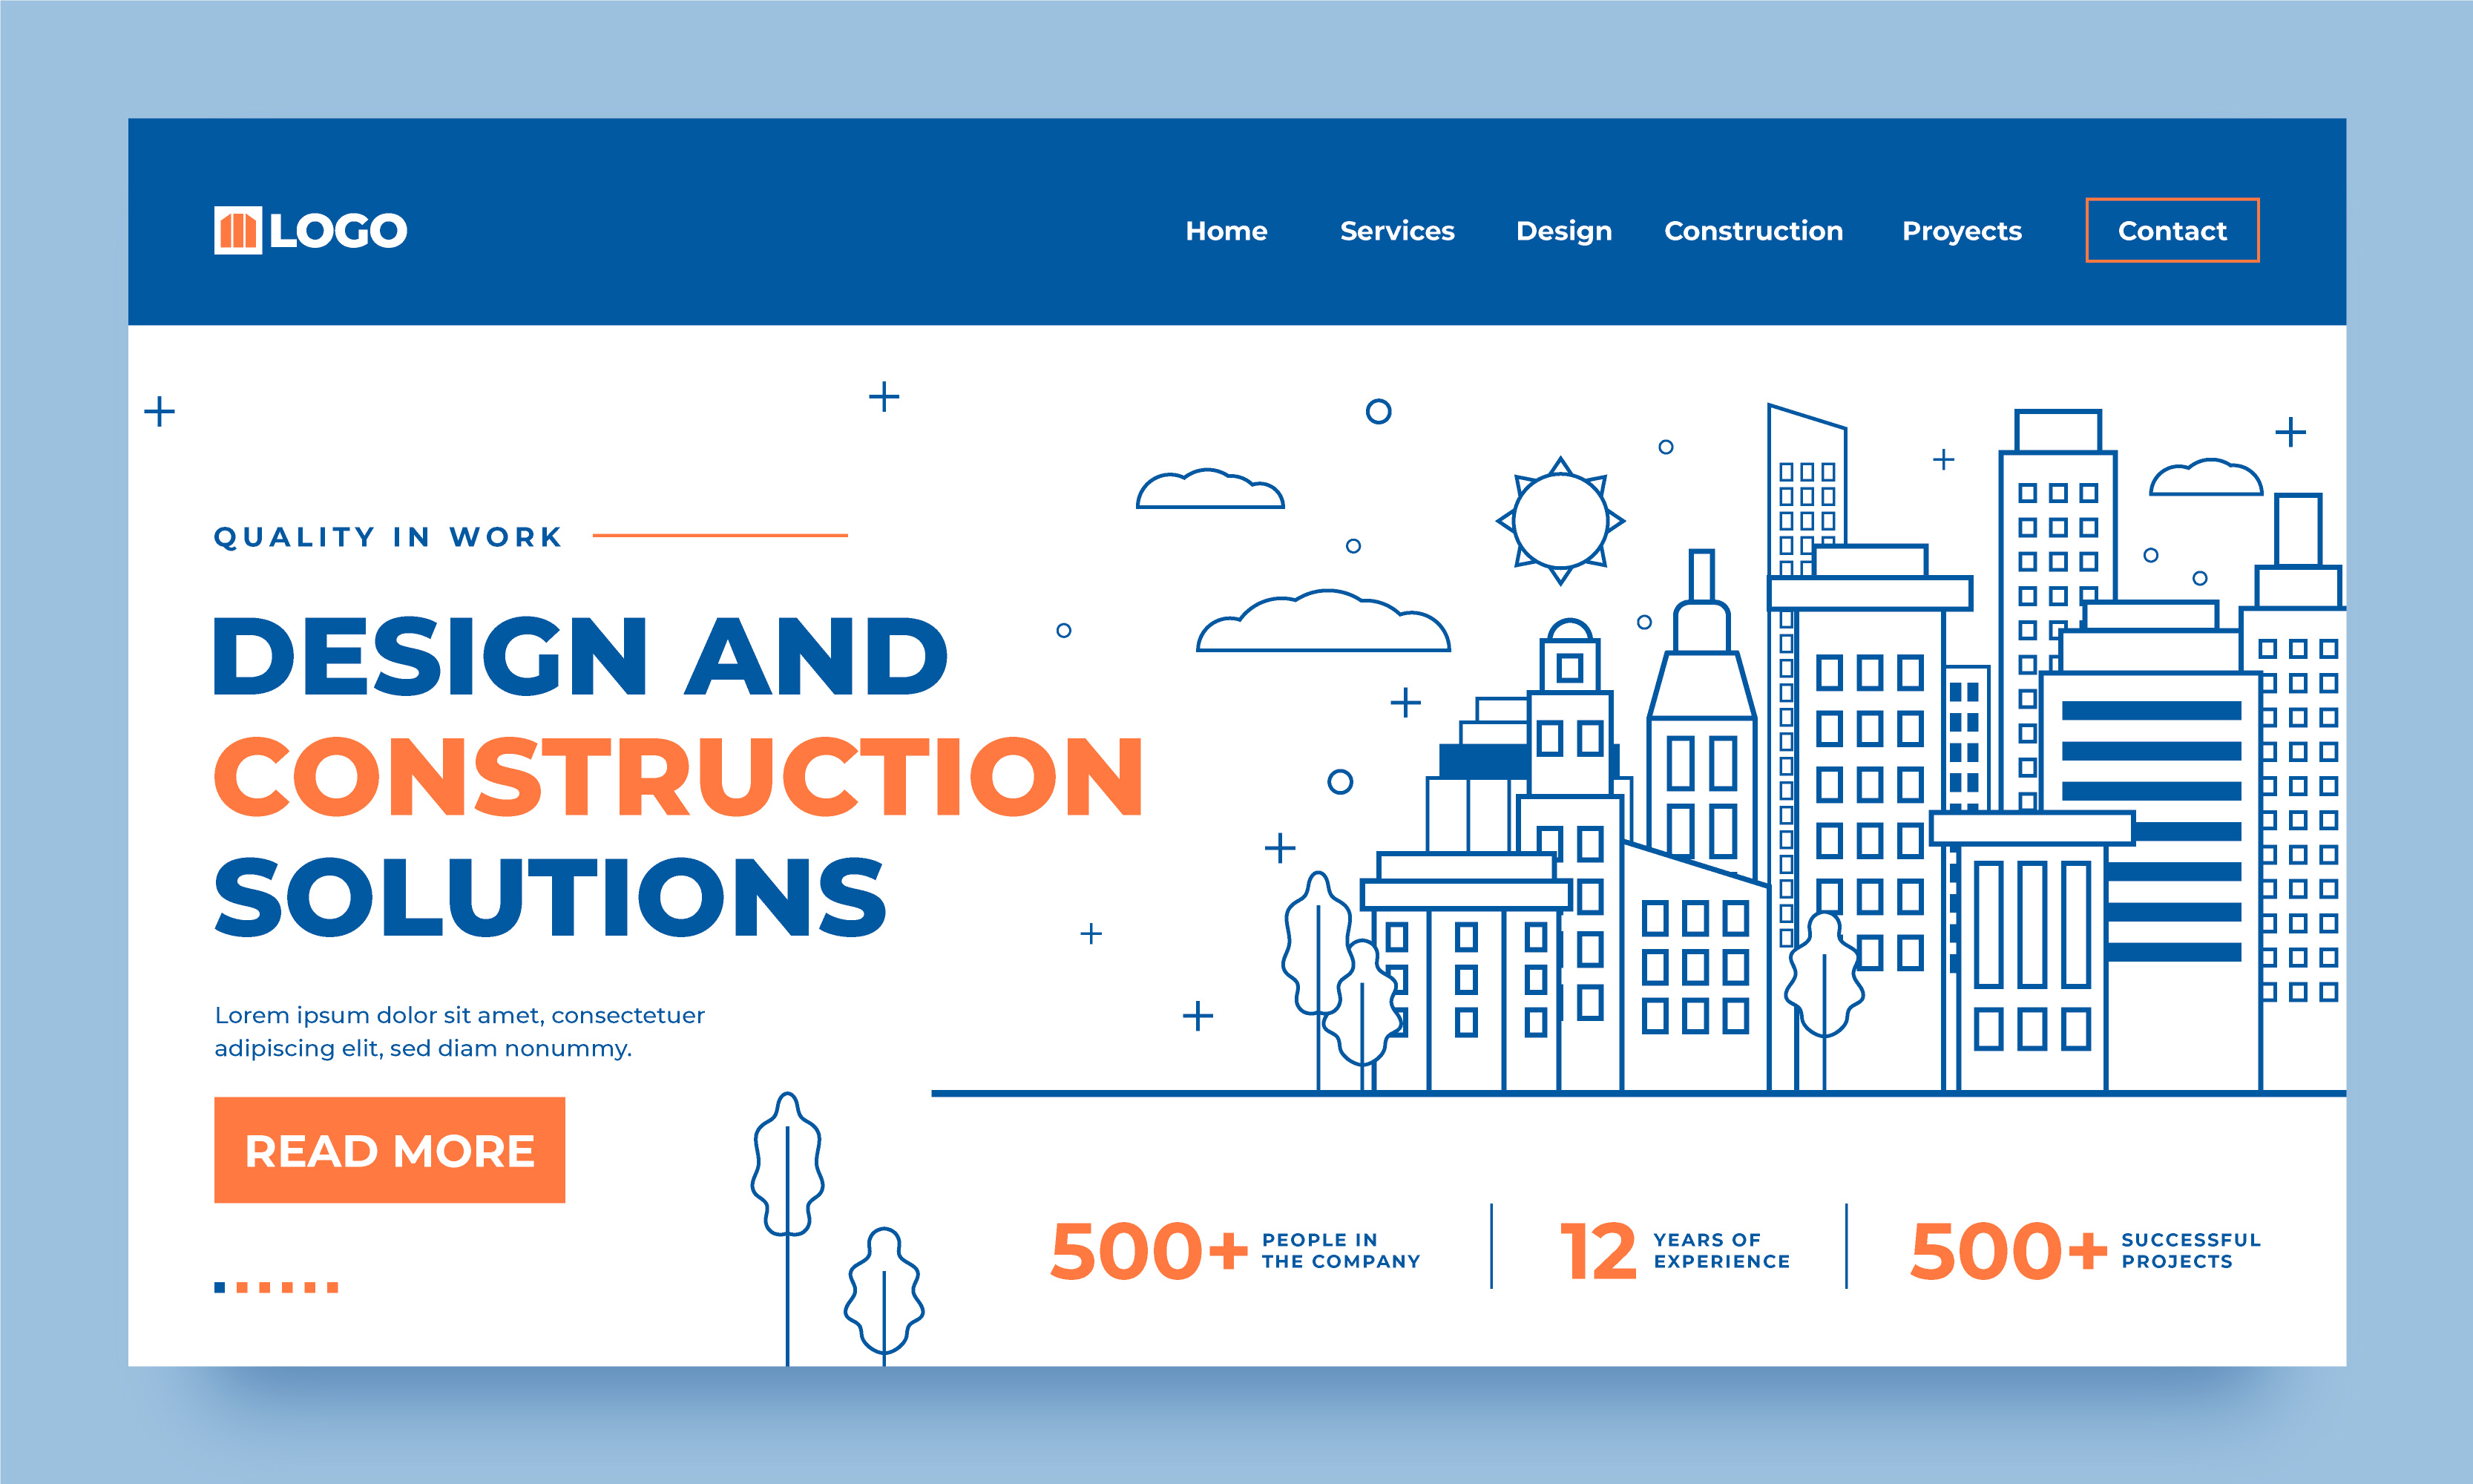 LOGO
Home
Services
Design
Construction
Proyects
Contact
QUALITY IN WORK
DESIGN AND
CONSTRUCTION
SOLUTIONS
Lorem ipsum dolor sit amet, consectetuer
adipiscing elit, sed diam nonummy.
READ MORE
500+
PEOPLE IN
THE COMPANY
12
YEARS OF
EXPERIENCE
500+
SUCCESSFUL
PROJECTS